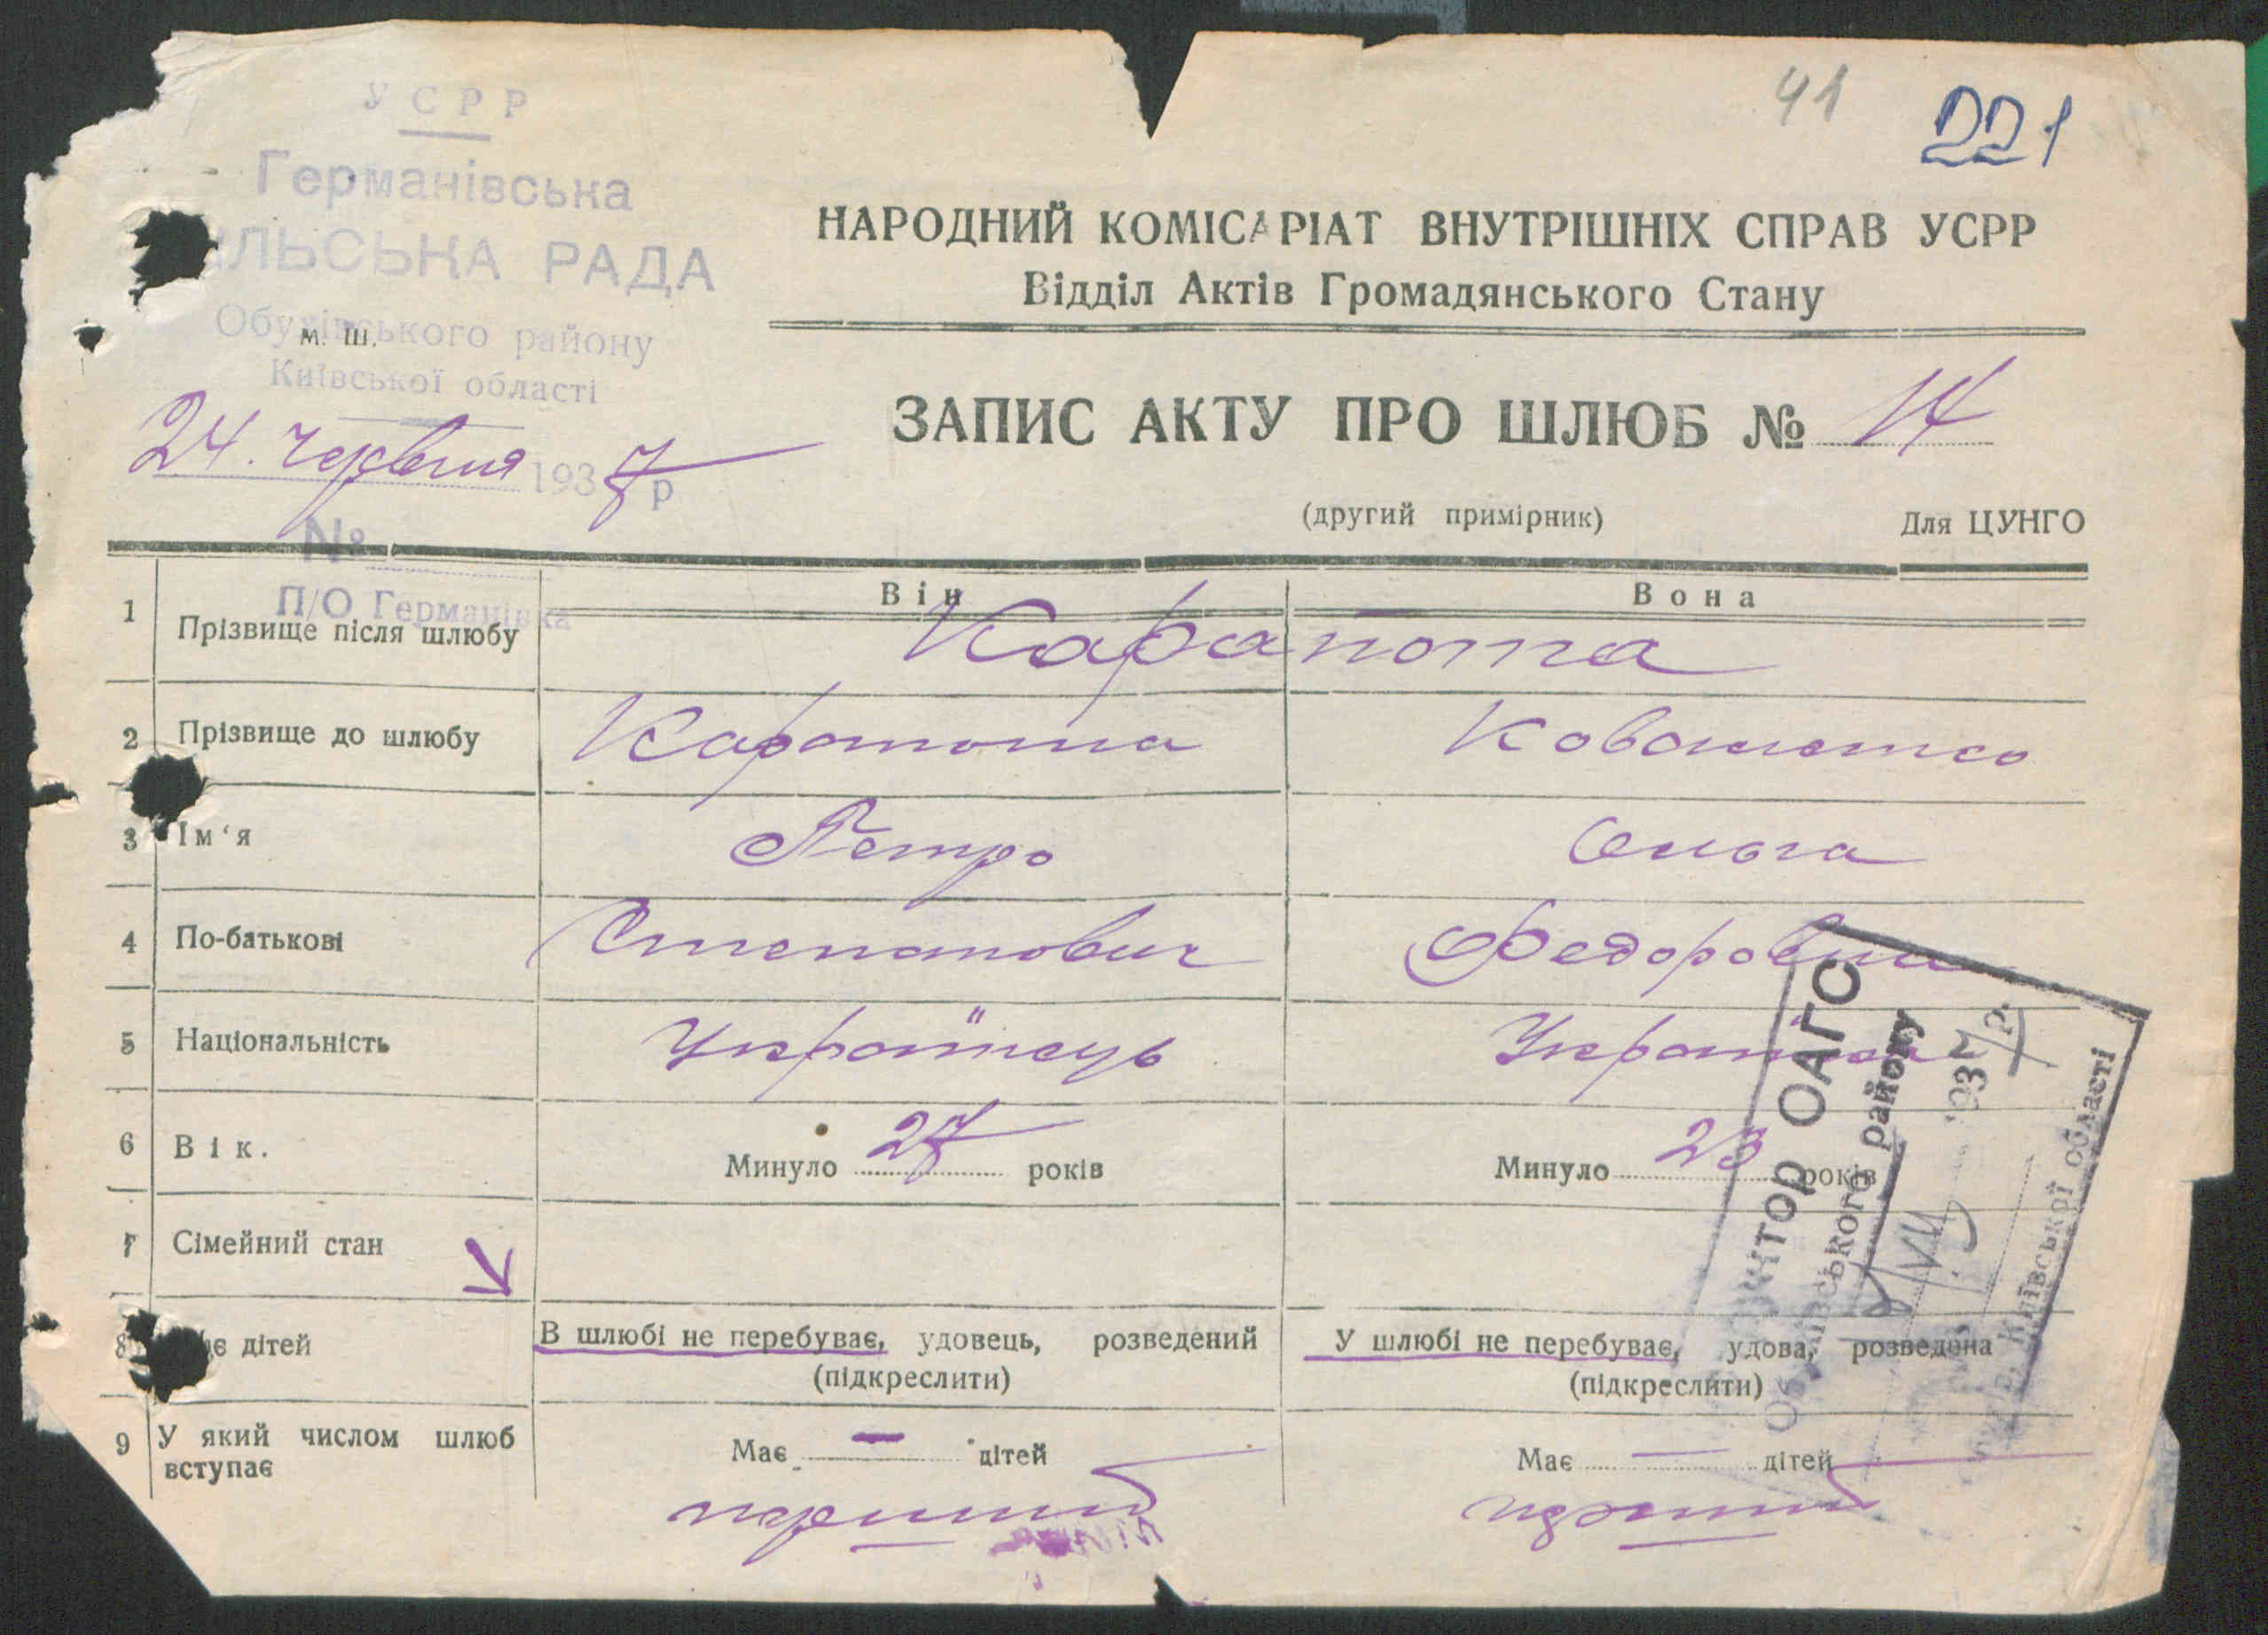 41 221
УСРР
Германівська
ІЛЬСЬКА РАДА
Обухівського району
м. ш.
Київської області
24. червня 1937 р
№
П/О Германівка
НАРОДНИЙ КОМІСАРІАТ ВНУТРІШНІХ СПРАВ УСРР
Відділ Актів Громадянського Стану
ЗАПИС АКТУ ПРО ШЛЮБ № 14
(другий примірник) Для ЦУНГО
Він Вона
1 Прізвище після шлюбу Карапота
2 Прізвище до шлюбу Карапота Коваленко
3 Ім'я Петро Ольга
4 По-батькові Степанович Федоровна
5 Національність Українець Українка
6 Вік. Минуло 27 років Минуло 23 років
7 Сімейний стан
8 дітей В шлюбі не перебуває, удовець, розведений У шлюбі не перебуває, удова, розведена
(підкреслити) (підкреслити)
9 У який числом шлюб вступає Має — дітей Має — дітей
перший перший
ОАГС
району
193 р.
Київської області